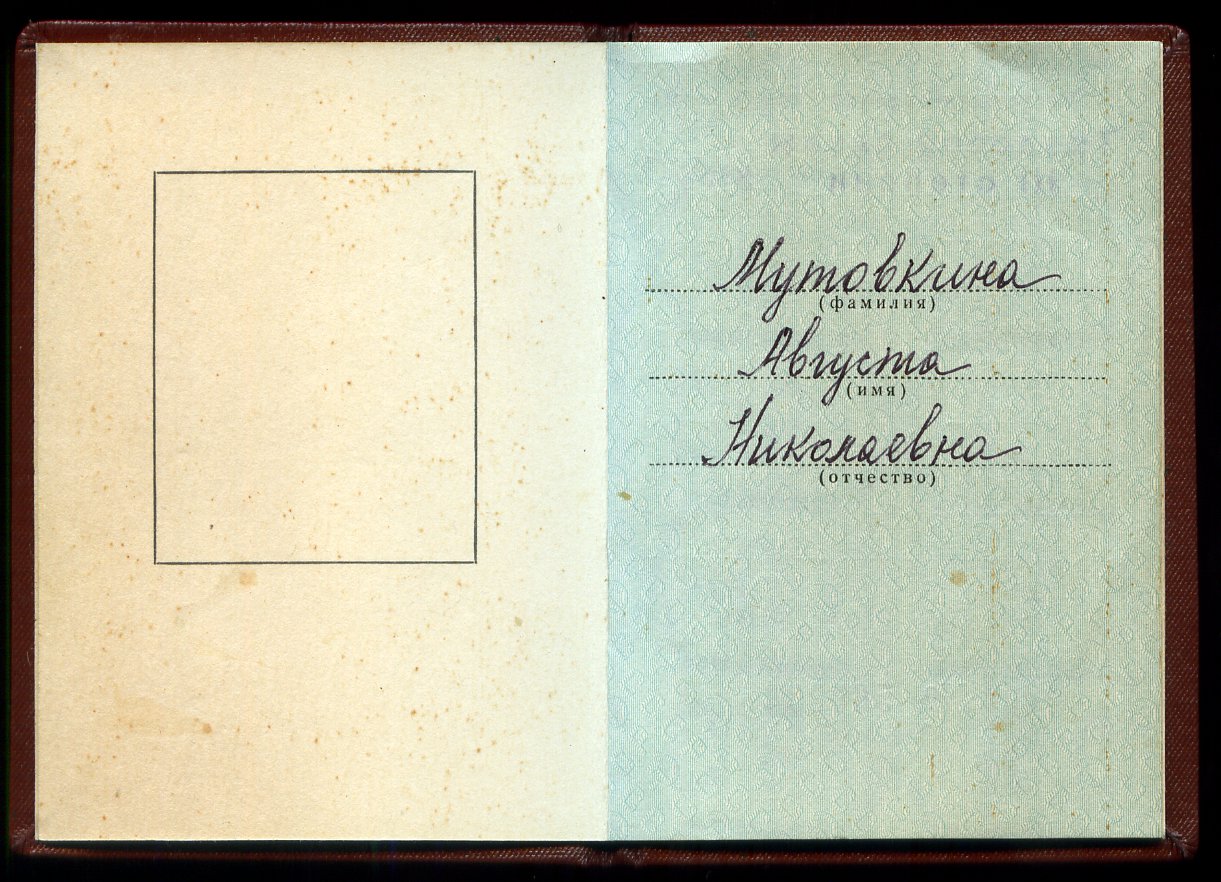 Мутовкина
(фамилия)
Августа
(имя)
Николаевна
(отчество)